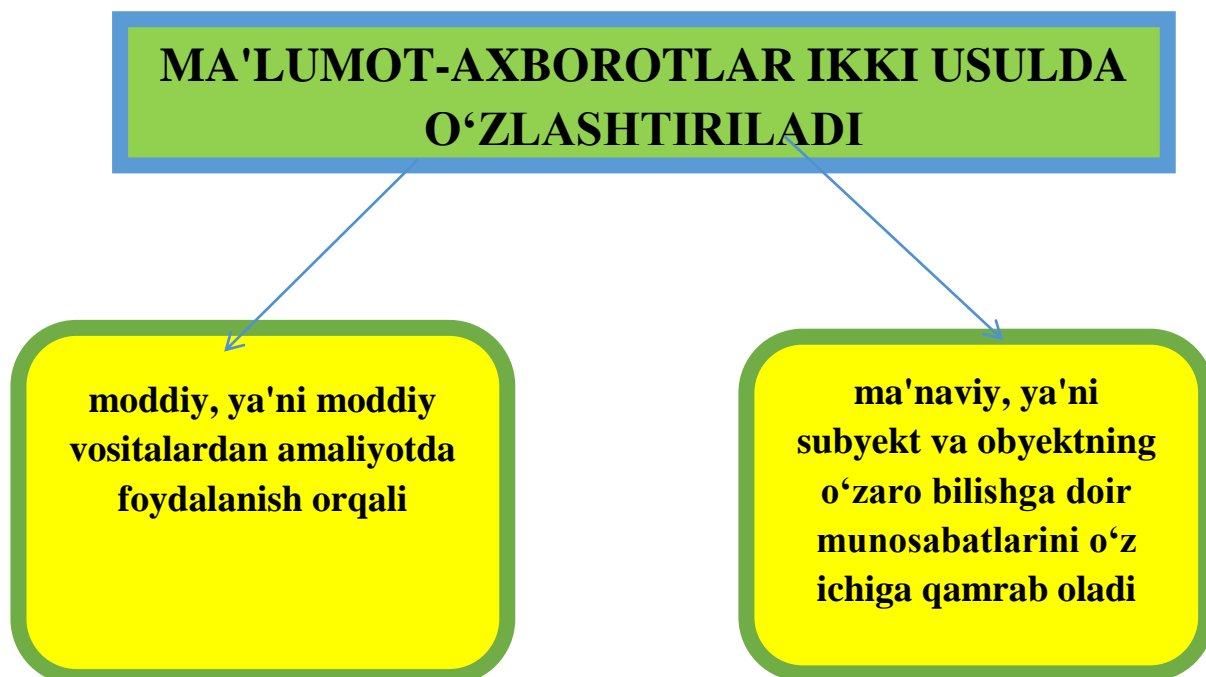 MA'LUMOT-AXBOROTLAR IKKI USULDA
O‘ZLASHTIRILADI
moddiy, ya'ni moddiy
vositalardan amaliyotda
foydalanish orqali
ma'naviy, ya'ni
subyekt va obyektning
o‘zaro bilishga doir
munosabatlarini o‘z
ichiga qamrab oladi